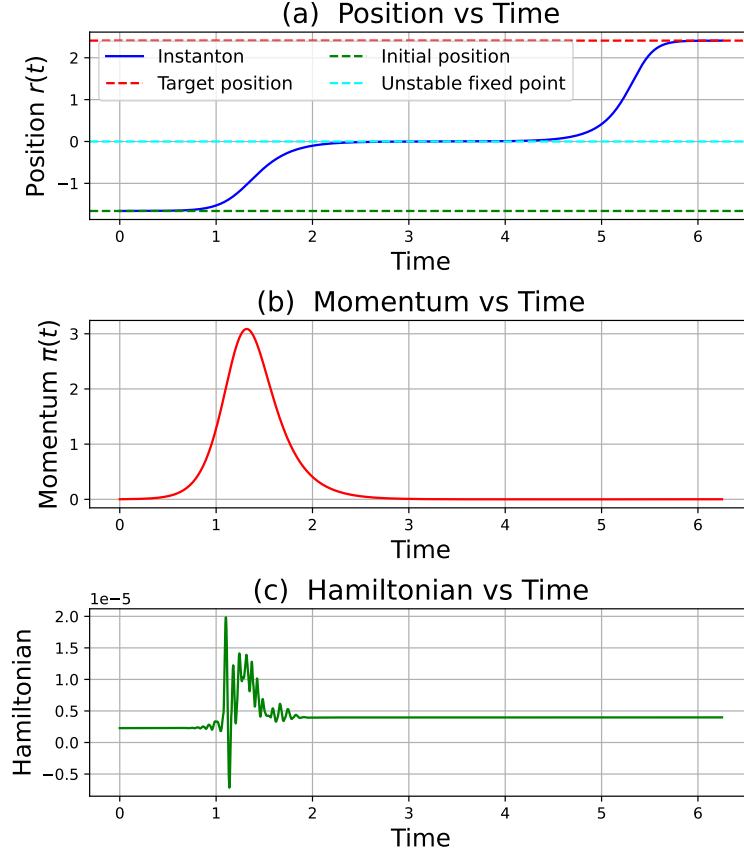 (a)  Position vs Time
Position r(t)
2
1
0
−1
Instanton
Target position
Initial position
Unstable fixed point
0 1 2 3 4 5 6
Time
(b)  Momentum vs Time
Momentum π(t)
3
2
1
0
0 1 2 3 4 5 6
Time
(c)  Hamiltonian vs Time
1e−5
Hamiltonian
2.0
1.5
1.0
0.5
0.0
−0.5
0 1 2 3 4 5 6
Time